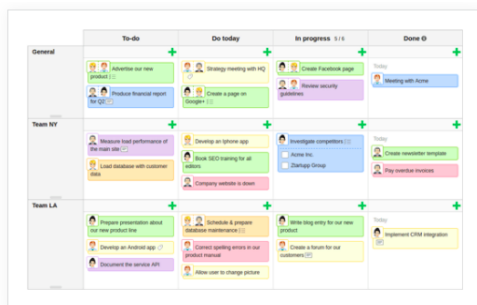 To-do
Do today
In progress 5 / 6
Done
General
Advertise our new
product
Produce financial report
for Q2
Strategy meeting with HQ
Create a page on
Google+
Create Facebook page
Review security
guidelines
Today
Meeting with Acme
Team NY
Measure load performance of
the main site
Load database with customer
data
Develop an Iphone app
Book SEO training for all
editors
Company website is down
Investigate competitors
Acme Inc.
Startupp Group
Today
Create newsletter template
Pay overdue invoices
Team LA
Prepare presentation about
our new product line
Develop an Android app
Document the service API
Schedule & prepare
database maintenance
Correct spelling errors in our
product manual
Allow user to change picture
Write blog entry for our new
product
Create a forum for our
customers
Today
Implement CRM integration